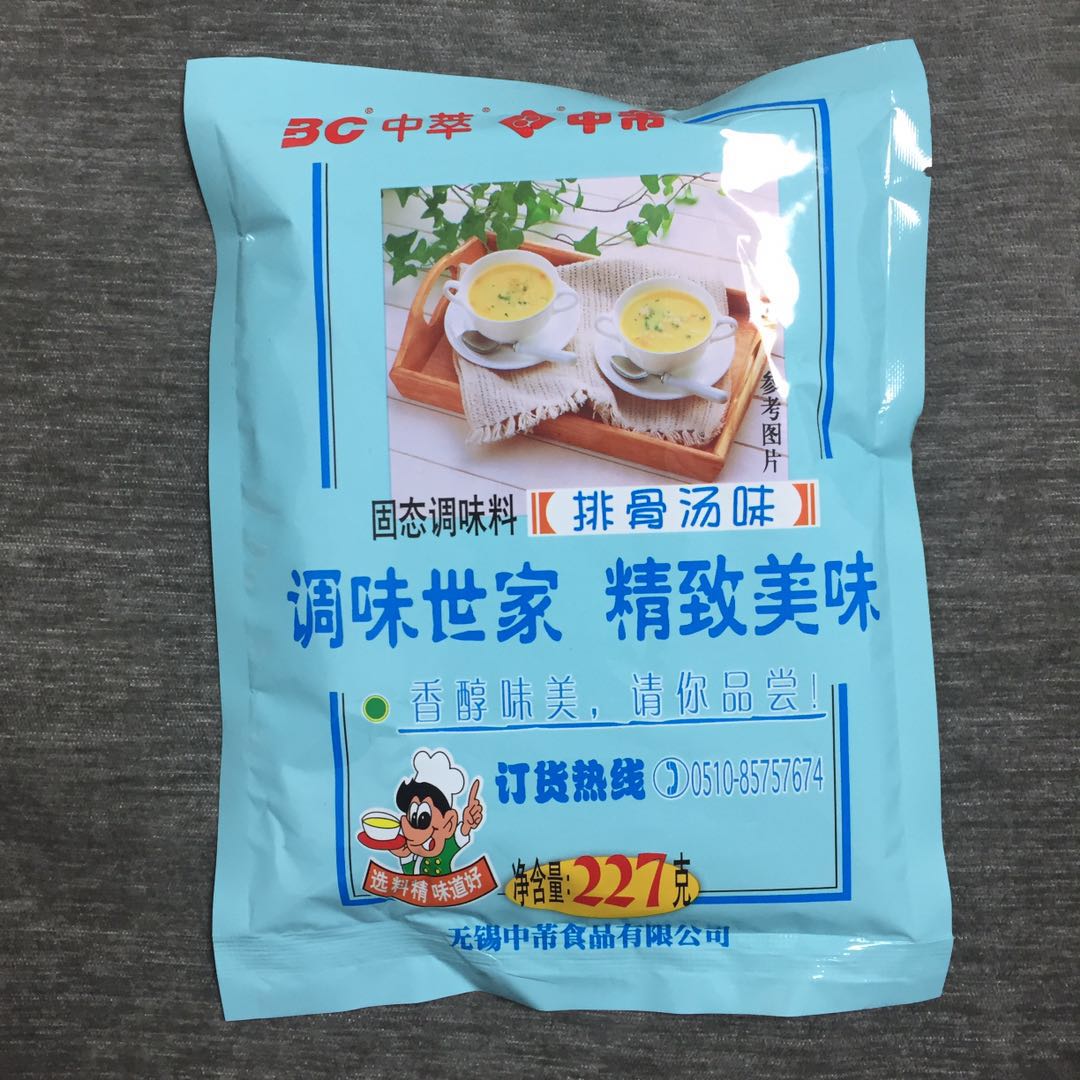 BC® 中萃® ® 中芾
参考图片
固态调味料 排骨汤味
调味世家 精致美味
香醇味美，请你品尝！
订货热线 0510-85757674
选料精 味道好
净含量：227克
无锡中芾食品有限公司